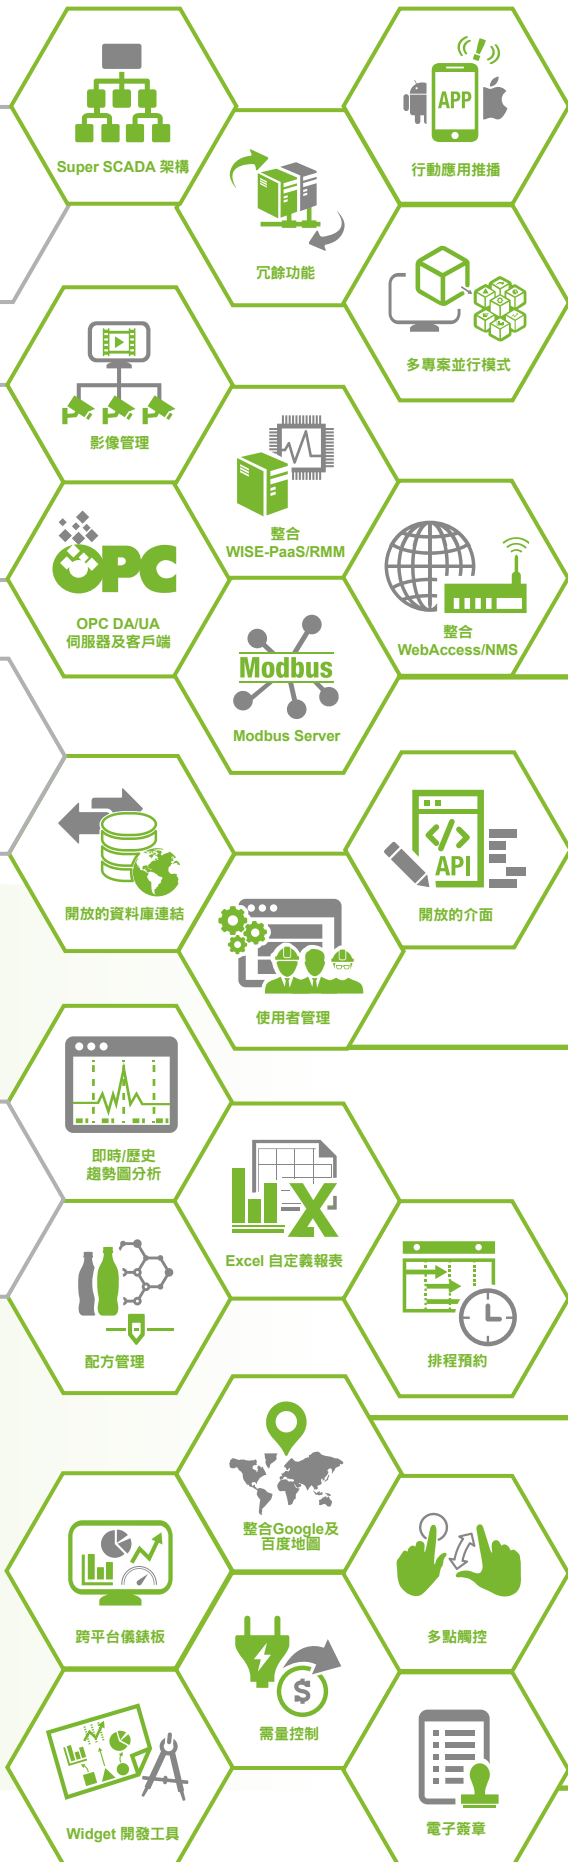 Super SCADA 架構
APP
行動應用推播
冗餘功能
多專案並行模式
影像管理
整合
WISE-PaaS/RMM
OPC
OPC DA/UA
伺服器及客戶端
整合
WebAccess/NMS
Modbus
Modbus Server
開放的資料庫連結
</>
API
開放的介面
使用者管理
即時/歷史
趨勢圖分析
X
Excel 自定義報表
配方管理
排程預約
整合Google及
百度地圖
跨平台儀錶板
多點觸控
$
需量控制
Widget 開發工具
電子簽章